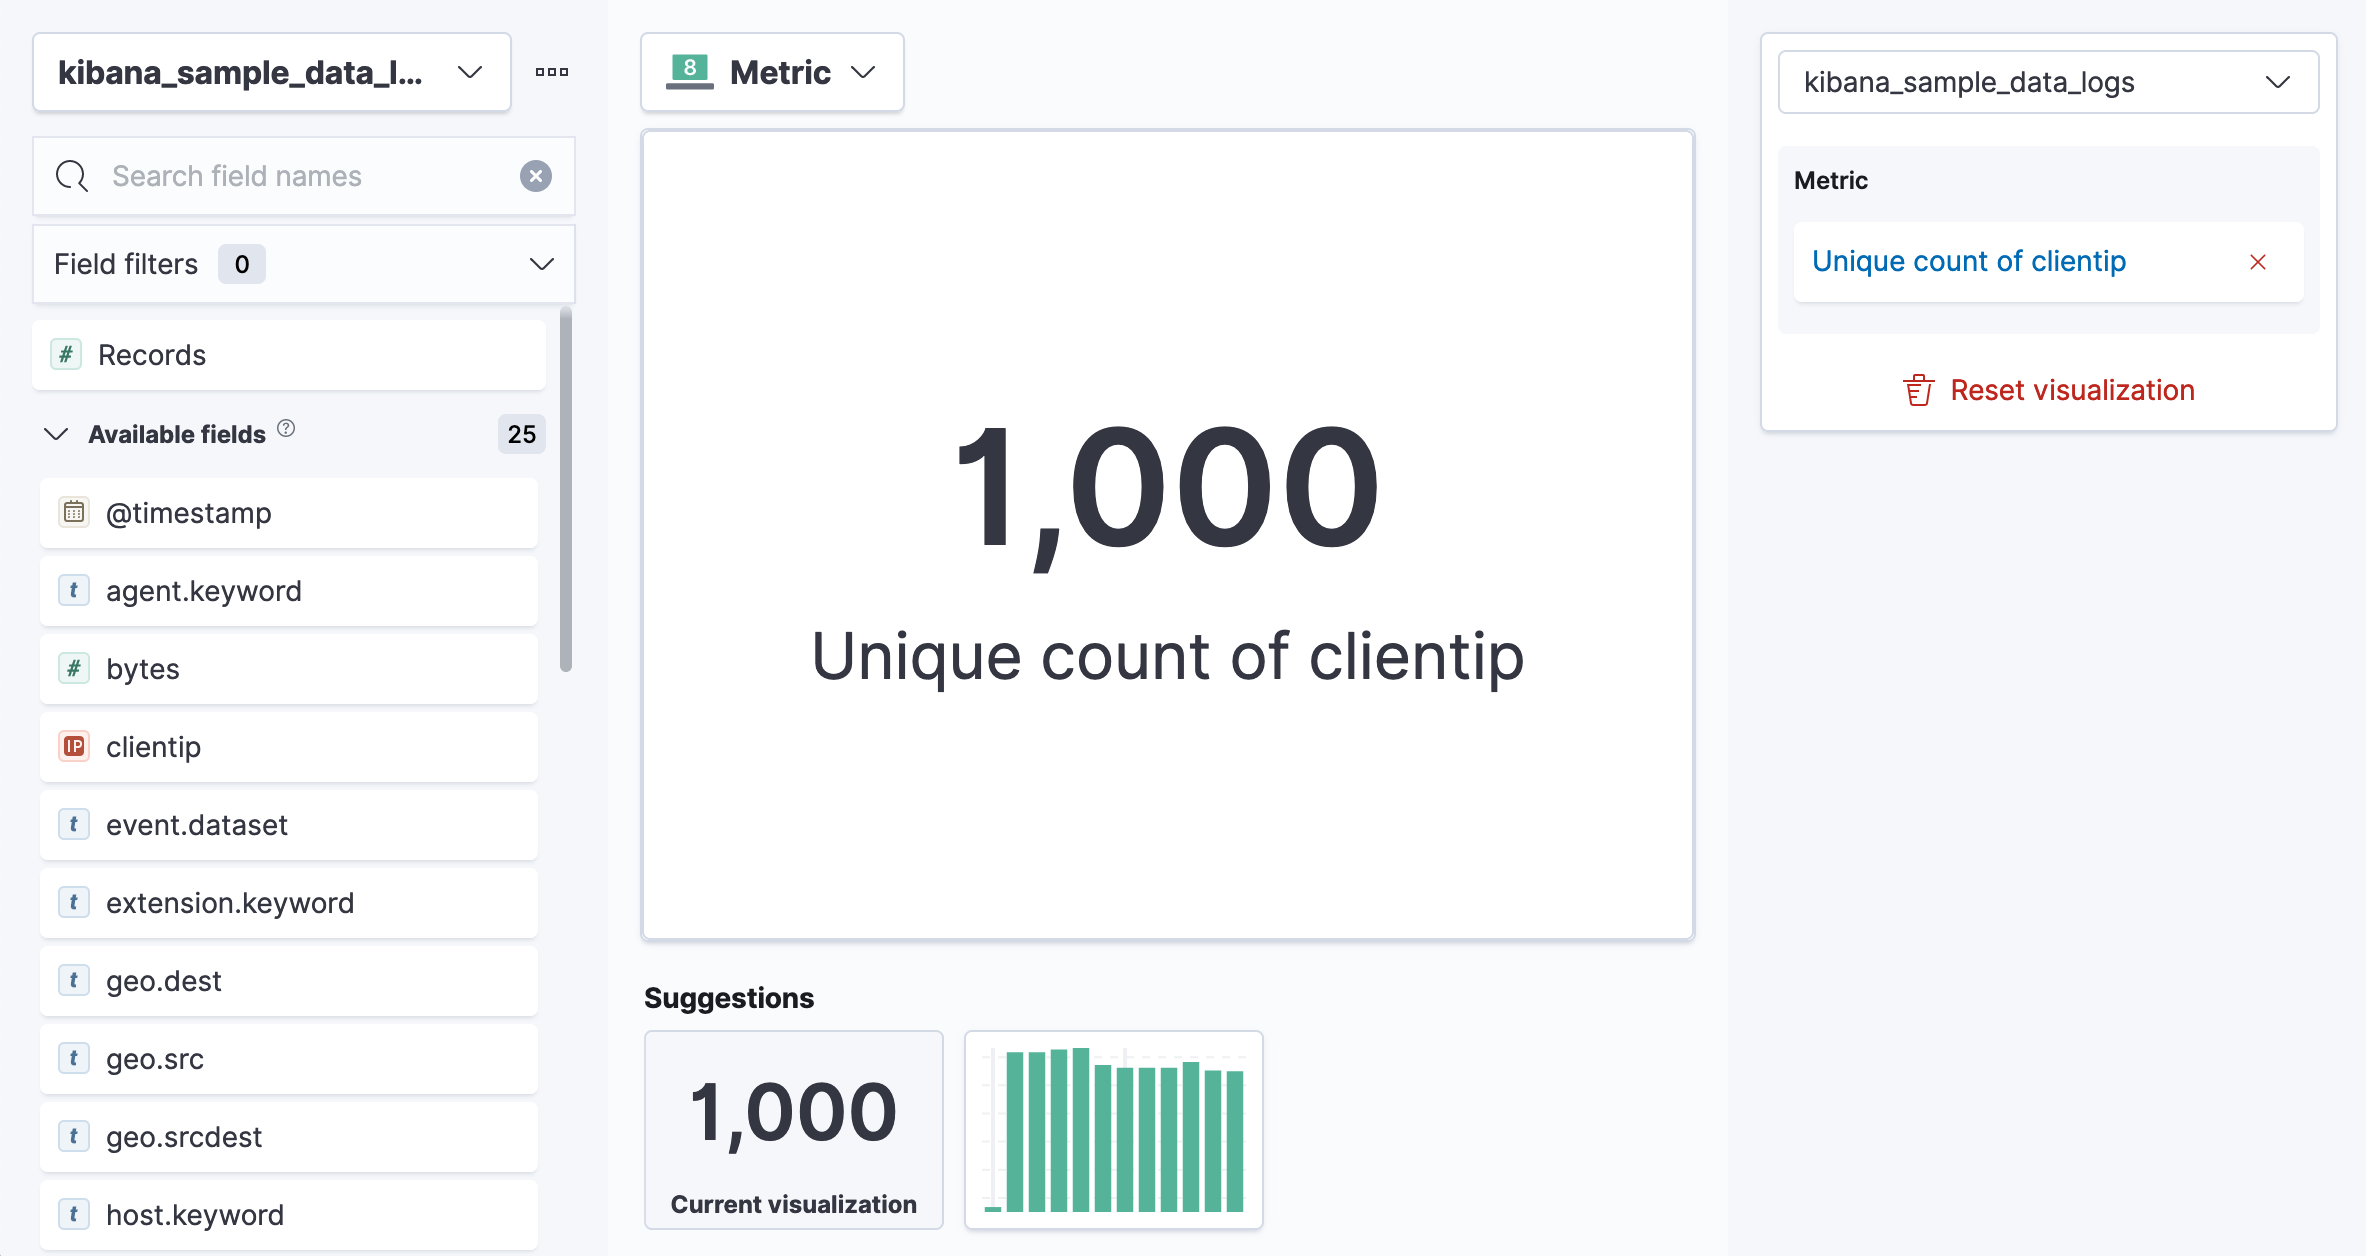 kibana_sample_data_l...
Search field names
Field filters 0
# Records
Available fields ? 25
@timestamp
t agent.keyword
# bytes
IP clientip
t event.dataset
t extension.keyword
t geo.dest
t geo.src
t geo.srcdest
t host.keyword
8 Metric
1,000
Unique count of clientip
Suggestions
1,000
Current visualization
kibana_sample_data_logs
Metric
Unique count of clientip
Reset visualization